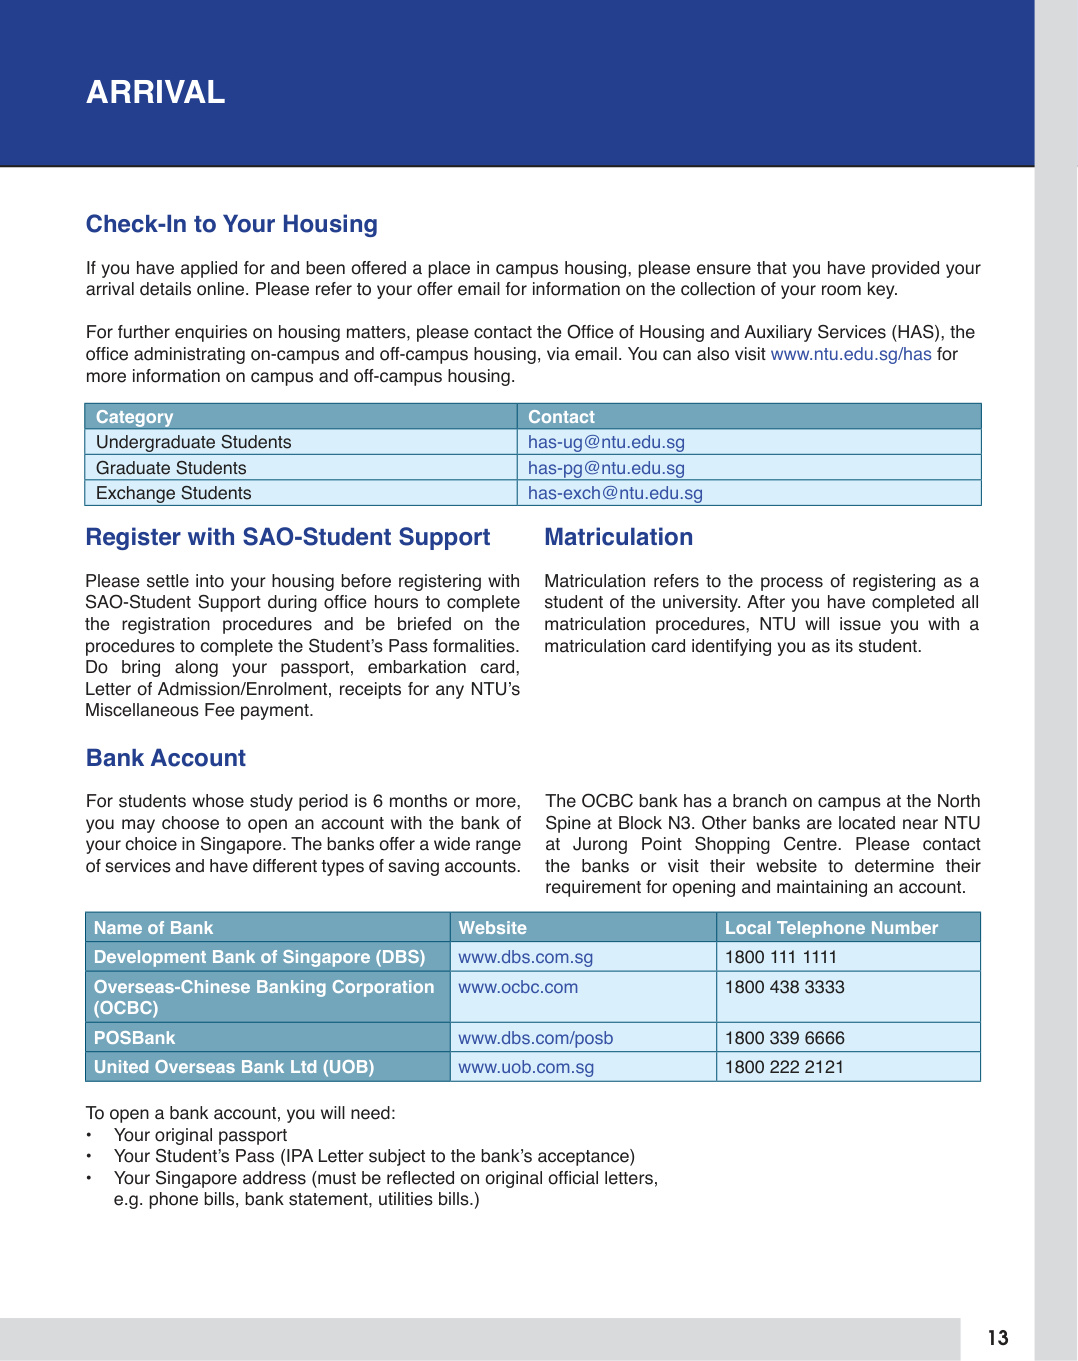 ARRIVAL
Check-In to Your Housing
If you have applied for and been offered a place in campus housing, please ensure that you have provided your
arrival details online. Please refer to your offer email for information on the collection of your room key.
For further enquiries on housing matters, please contact the Office of Housing and Auxiliary Services (HAS), the
office administrating on-campus and off-campus housing, via email. You can also visit www.ntu.edu.sg/has for
more information on campus and off-campus housing.
Category Contact
Undergraduate Students has-ug@ntu.edu.sg
Graduate Students has-pg@ntu.edu.sg
Exchange Students has-exch@ntu.edu.sg
Register with SAO-Student Support
Please settle into your housing before registering with
SAO-Student Support during office hours to complete
the registration procedures and be briefed on the
procedures to complete the Student’s Pass formalities.
Do bring along your passport, embarkation card,
Letter of Admission/Enrolment, receipts for any NTU’s
Miscellaneous Fee payment.
Matriculation
Matriculation refers to the process of registering as a
student of the university. After you have completed all
matriculation procedures, NTU will issue you with a
matriculation card identifying you as its student.
Bank Account
For students whose study period is 6 months or more,
you may choose to open an account with the bank of
your choice in Singapore. The banks offer a wide range
of services and have different types of saving accounts.
The OCBC bank has a branch on campus at the North
Spine at Block N3. Other banks are located near NTU
at Jurong Point Shopping Centre. Please contact
the banks or visit their website to determine their
requirement for opening and maintaining an account.
Name of Bank Website Local Telephone Number
Development Bank of Singapore (DBS) www.dbs.com.sg 1800 111 1111
Overseas-Chinese Banking Corporation www.ocbc.com 1800 438 3333
(OCBC)
POSBank www.dbs.com/posb 1800 339 6666
United Overseas Bank Ltd (UOB) www.uob.com.sg 1800 222 2121
To open a bank account, you will need:
• Your original passport
• Your Student’s Pass (IPA Letter subject to the bank’s acceptance)
• Your Singapore address (must be reflected on original official letters,
e.g. phone bills, bank statement, utilities bills.)
13